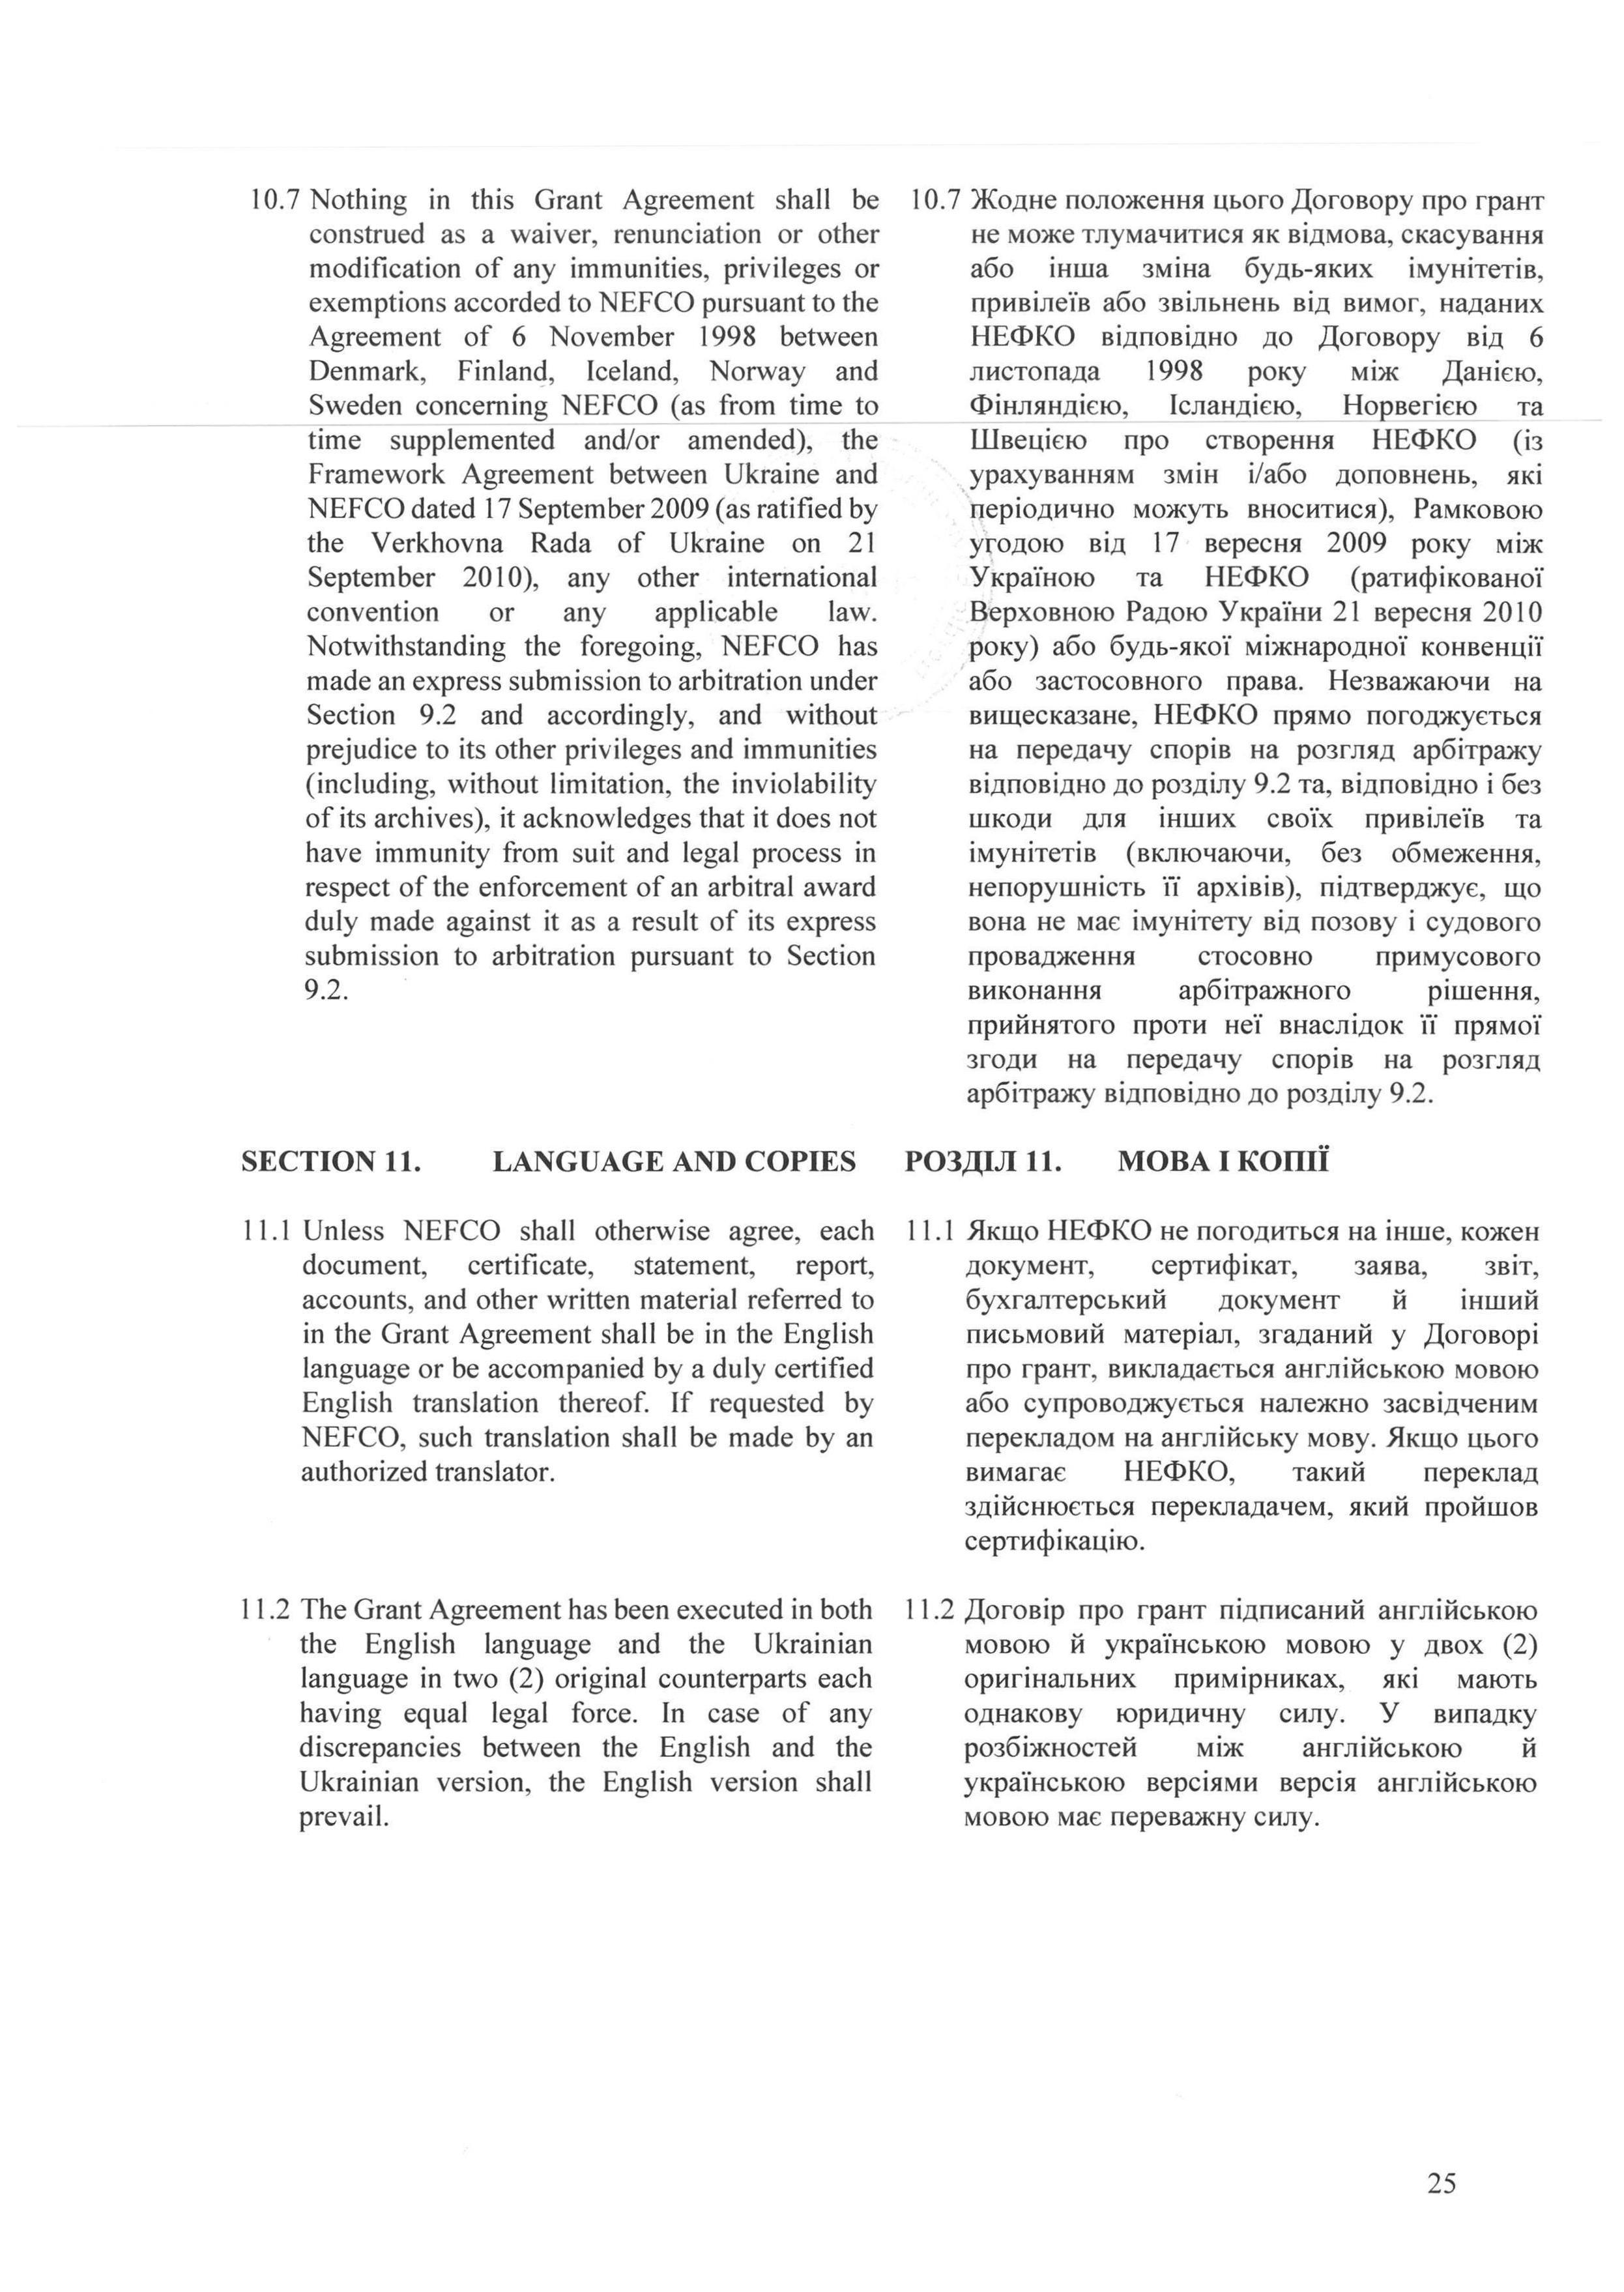 10.7 Nothing in this Grant Agreement shall be
construed as a waiver, renunciation or other
modification of any immunities, privileges or
exemptions accorded to NEFCO pursuant to the
Agreement of 6 November 1998 between
Denmark, Finland, Iceland, Norway and
Sweden concerning NEFCO (as from time to
time supplemented and/or amended), the
Framework Agreement between Ukraine and
NEFCO dated 17 September 2009 (as ratified by
the Verkhovna Rada of Ukraine on 21
September 2010), any other international
convention or any applicable law.
Notwithstanding the foregoing, NEFCO has
made an express submission to arbitration under
Section 9.2 and accordingly, and without
prejudice to its other privileges and immunities
(including, without limitation, the inviolability
of its archives), it acknowledges that it does not
have immunity from suit and legal process in
respect of the enforcement of an arbitral award
duly made against it as a result of its express
submission to arbitration pursuant to Section
9.2.
10.7 Жодне положення цього Договору про грант
не може тлумачитися як відмова, скасування
або інша зміна будь-яких імунітетів,
привілеїв або звільнень від вимог, наданих
НЕФКО відповідно до Договору від 6
листопада 1998 року між Данією,
Фінляндією, Ісландією, Норвегією та
Швецією про створення НЕФКО (із
урахуванням змін і/або доповнень, які
періодично можуть вноситися), Рамковою
угодою від 17 вересня 2009 року між
Україною та НЕФКО (ратифікованої
Верховною Радою України 21 вересня 2010
року) або будь-якої міжнародної конвенції
або застосовного права. Незважаючи на
вищесказане, НЕФКО прямо погоджується
на передачу спорів на розгляд арбітражу
відповідно до розділу 9.2 та, відповідно і без
шкоди для інших своїх привілеїв та
імунітетів (включаючи, без обмеження,
непорушність її архівів), підтверджує, що
вона не має імунітету від позову і судового
провадження стосовно примусового
виконання арбітражного рішення,
прийнятого проти неї внаслідок її прямої
згоди на передачу спорів на розгляд
арбітражу відповідно до розділу 9.2.
SECTION 11. LANGUAGE AND COPIES
РОЗДІЛ 11. МОВА І КОПІЇ
11.1 Unless NEFCO shall otherwise agree, each
document, certificate, statement, report,
accounts, and other written material referred to
in the Grant Agreement shall be in the English
language or be accompanied by a duly certified
English translation thereof. If requested by
NEFCO, such translation shall be made by an
authorized translator.
11.1 Якщо НЕФКО не погодиться на інше, кожен
документ, сертифікат, заява, звіт,
бухгалтерський документ й інший
письмовий матеріал, згаданий у Договорі
про грант, викладається англійською мовою
або супроводжується належно засвідченим
перекладом на англійську мову. Якщо цього
вимагає НЕФКО, такий переклад
здійснюється перекладачем, який пройшов
сертифікацію.
11.2 The Grant Agreement has been executed in both
the English language and the Ukrainian
language in two (2) original counterparts each
having equal legal force. In case of any
discrepancies between the English and the
Ukrainian version, the English version shall
prevail.
11.2 Договір про грант підписаний англійською
мовою й українською мовою у двох (2)
оригінальних примірниках, які мають
однакову юридичну силу. У випадку
розбіжностей між англійською й
українською версіями версія англійською
мовою має переважну силу.
25